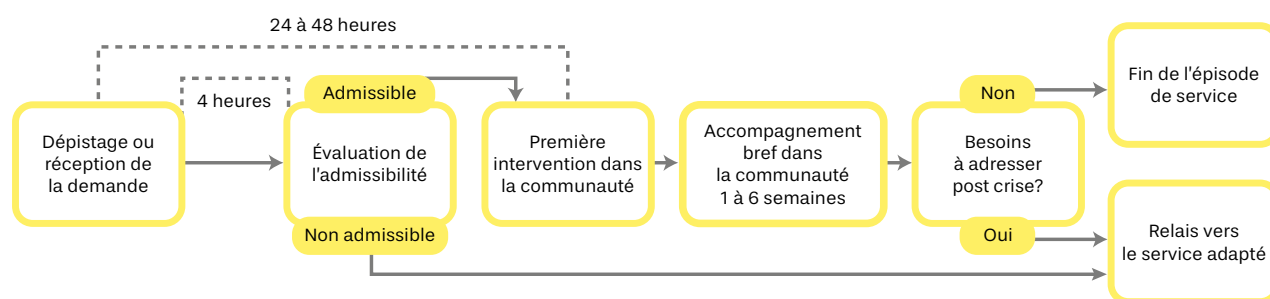 24 à 48 heures
4 heures
Dépistage ou
réception de
la demande
Admissible
Évaluation de
l'admissibilité
Non admissible
Première
intervention dans
la communauté
Accompagnement
bref dans
la communauté
1 à 6 semaines
Non
Besoins
à adresser
post crise?
Oui
Fin de l'épisode
de service
Relais vers
le service adapté